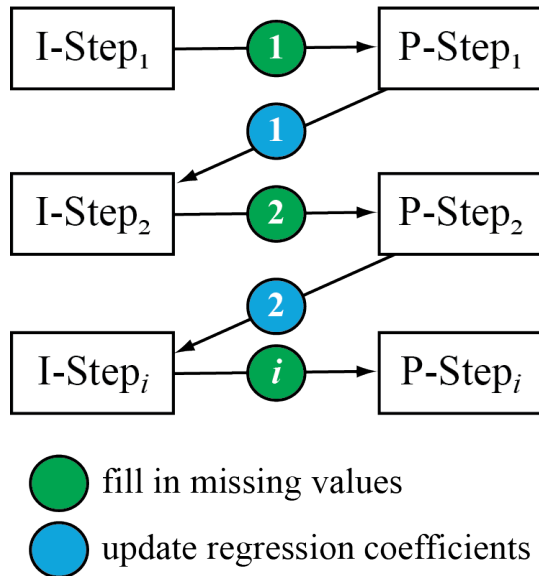 I-Step₁ 1 P-Step₁
1
I-Step₂ 2 P-Step₂
2
I-Stepᵢ i P-Stepᵢ
fill in missing values
update regression coefficients